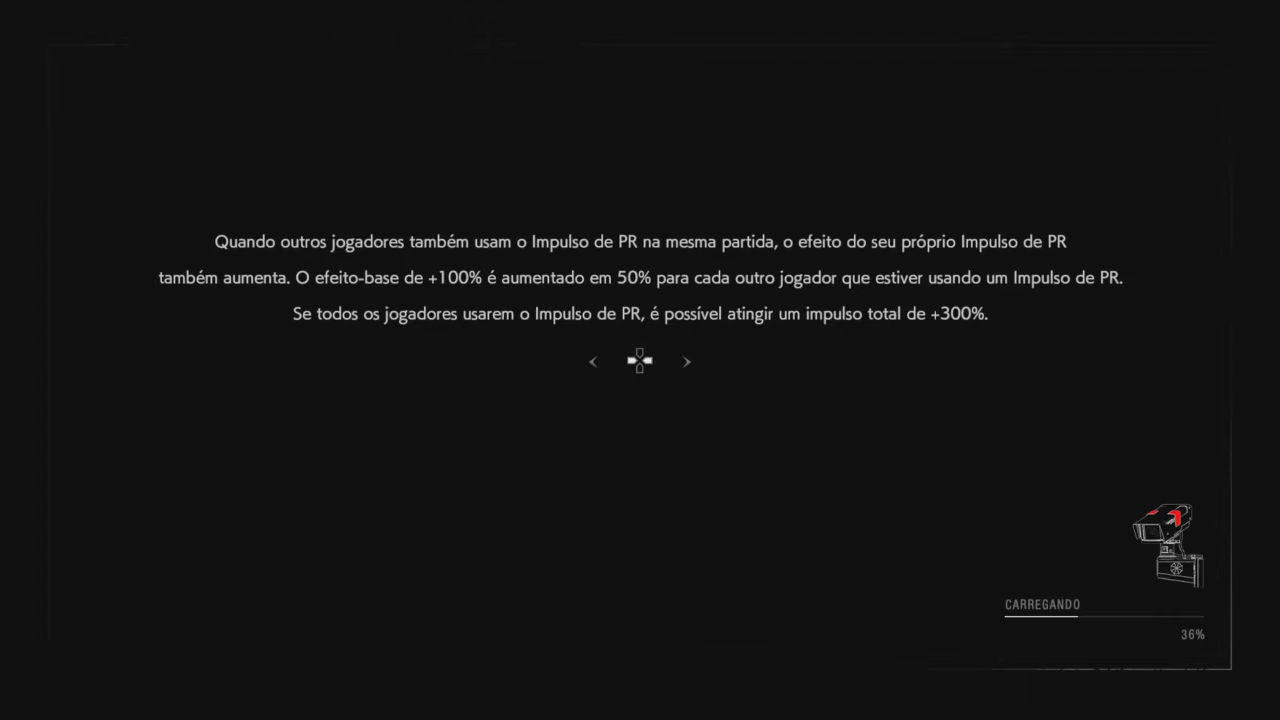 Quando outros jogadores também usam o Impulso de PR na mesma partida, o efeito do seu próprio Impulso de PR
também aumenta. O efeito-base de +100% é aumentado em 50% para cada outro jogador que estiver usando um Impulso de PR.
Se todos os jogadores usarem o Impulso de PR, é possível atingir um impulso total de +300%.
CARREGANDO
36%